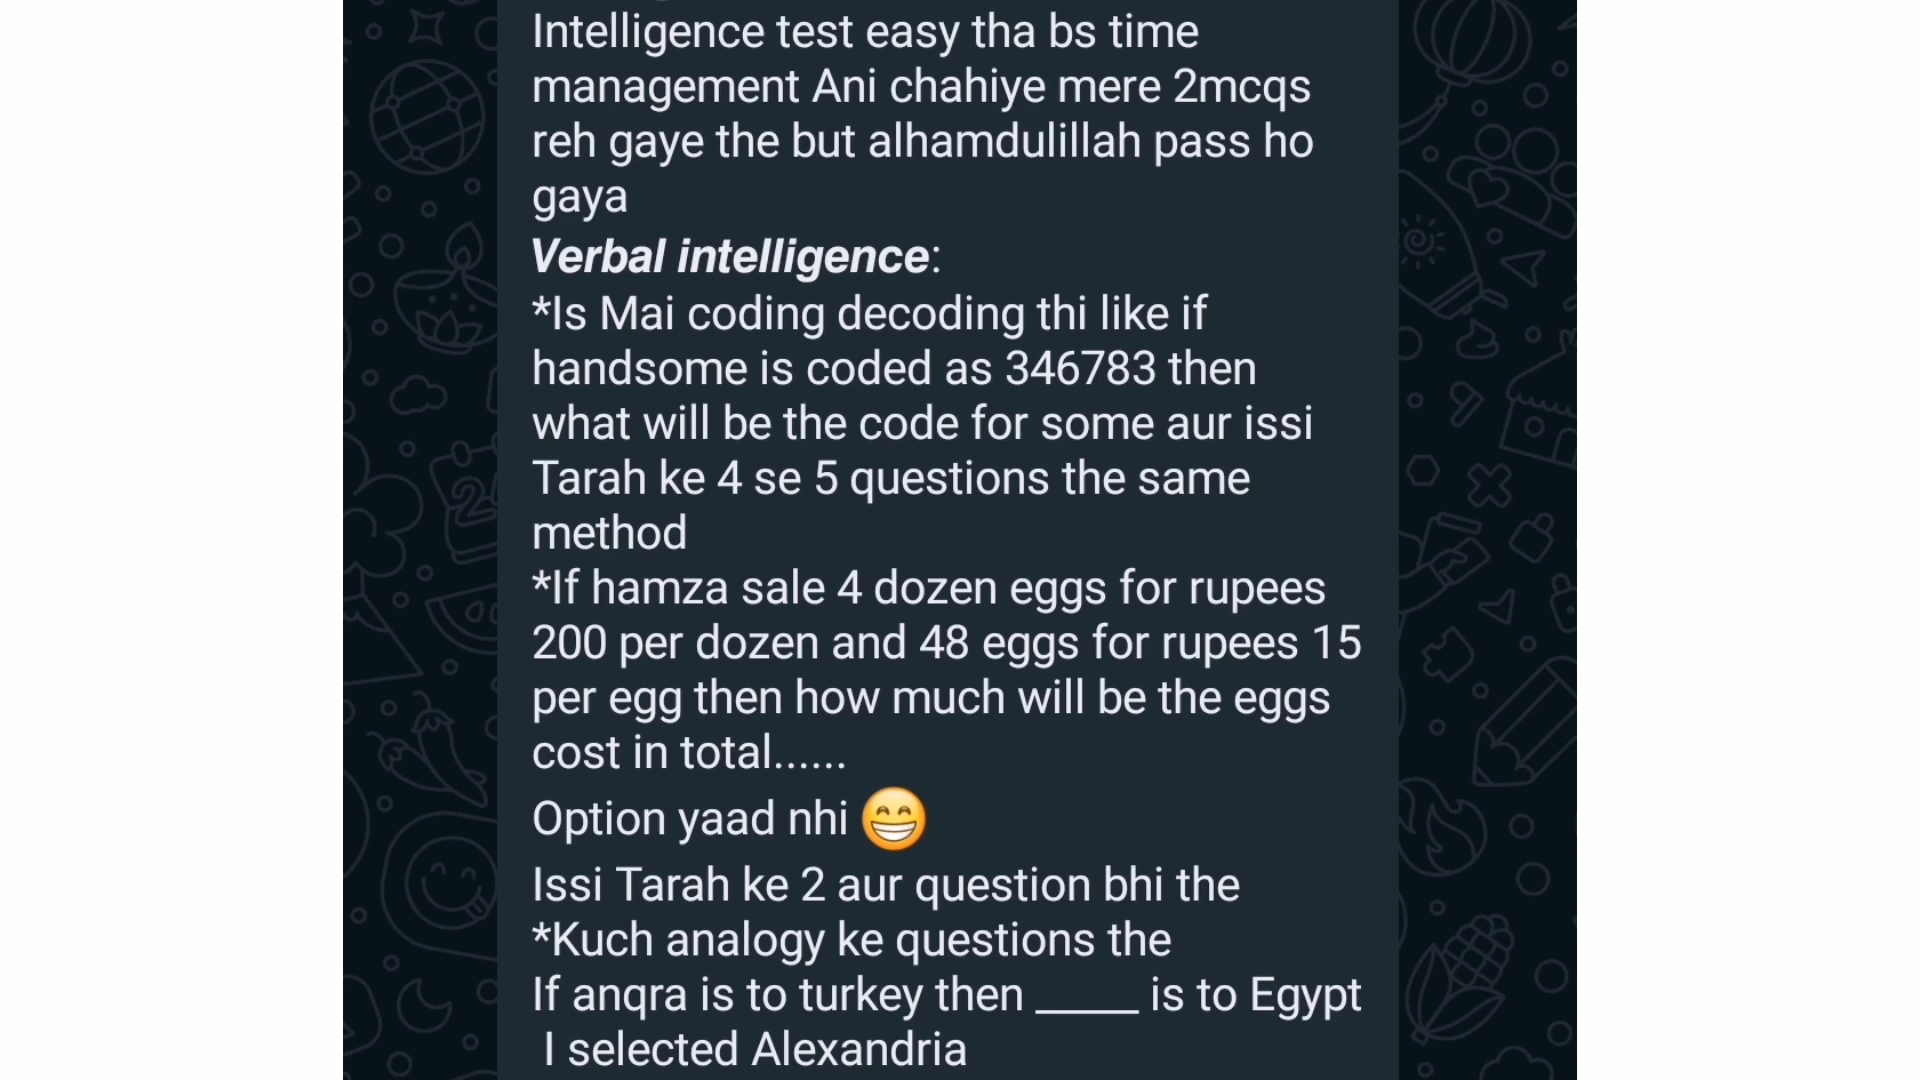 Intelligence test easy tha bs time
management Ani chahiye mere 2mcqs
reh gaye the but alhamdulillah pass ho
gaya
Verbal intelligence:
*Is Mai coding decoding thi like if
handsome is coded as 346783 then
what will be the code for some aur issi
Tarah ke 4 se 5 questions the same
method
*If hamza sale 4 dozen eggs for rupees
200 per dozen and 48 eggs for rupees 15
per egg then how much will be the eggs
cost in total......
Option yaad nhi 😁
Issi Tarah ke 2 aur question bhi the
*Kuch analogy ke questions the
If anqra is to turkey then _____ is to Egypt
I selected Alexandria